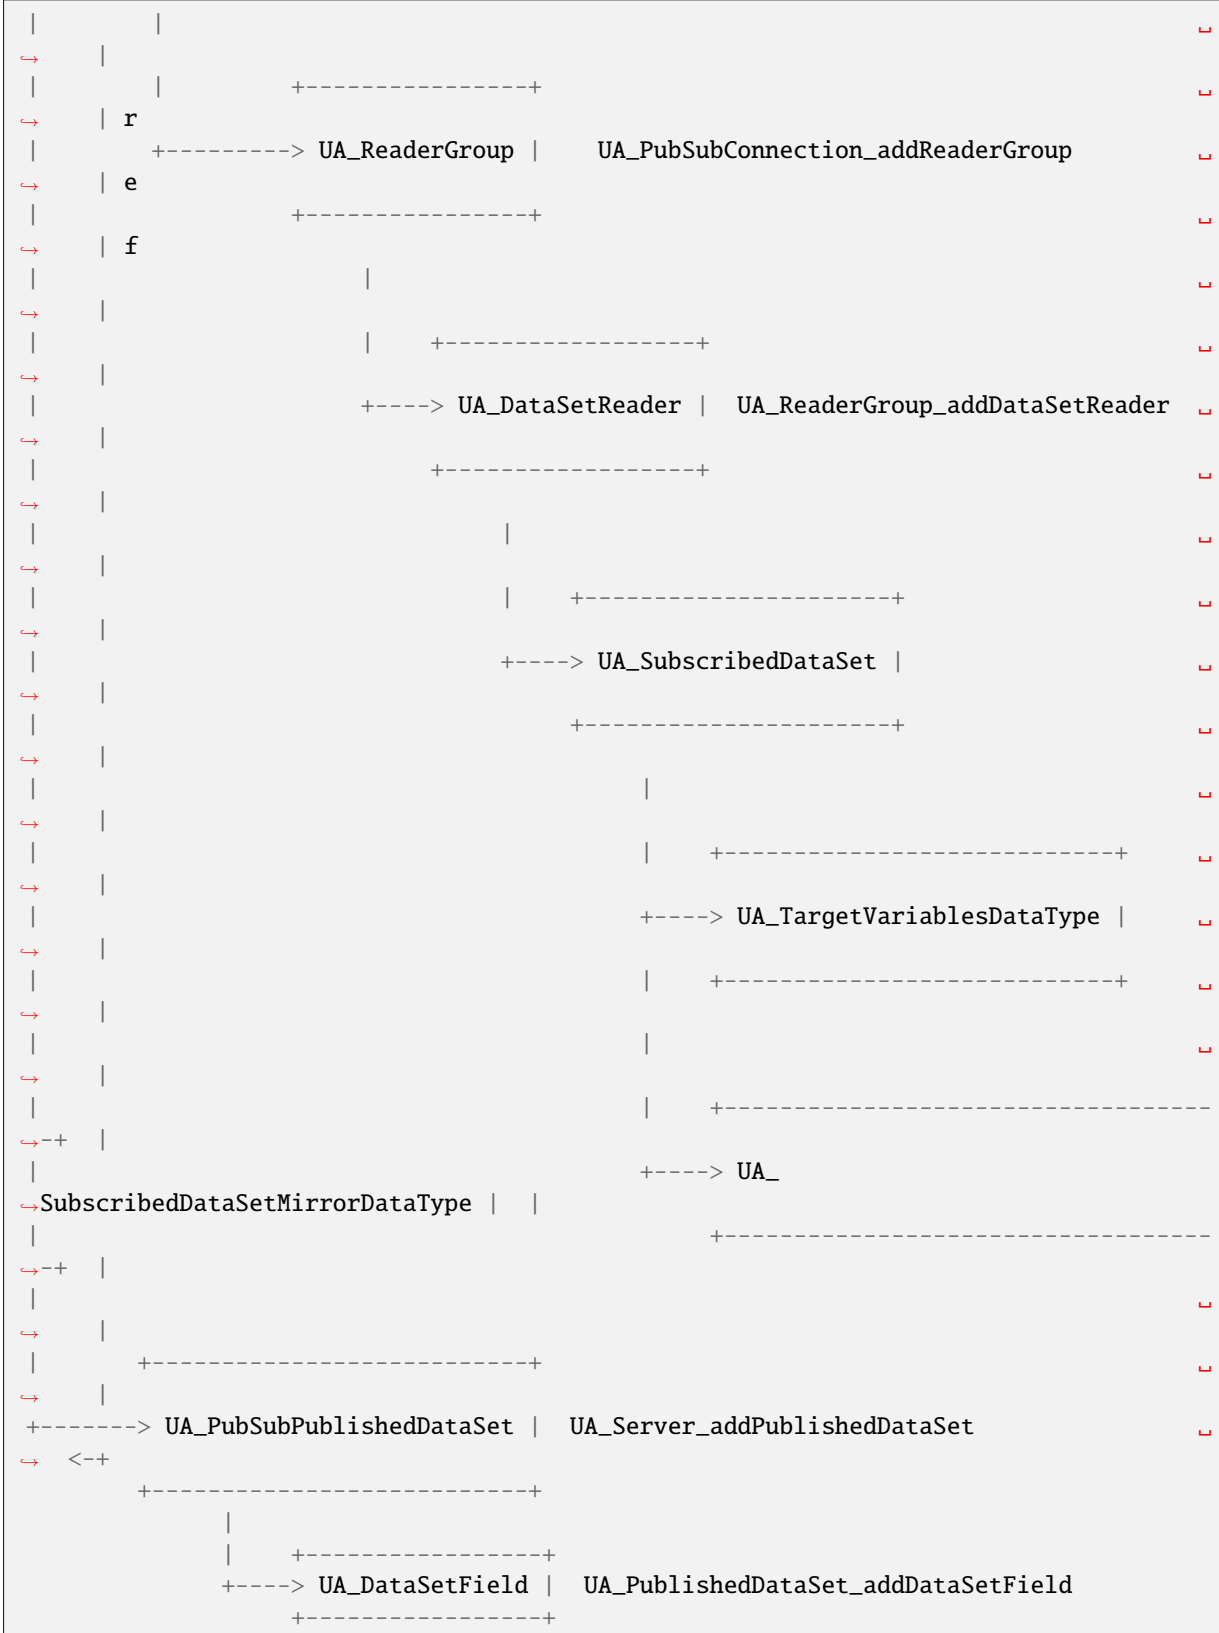 |        |                                                                          ␣
↪    |
|        |         +----------------+                                               ␣
↪    | r
|        +---------> UA_ReaderGroup |    UA_PubSubConnection_addReaderGroup         ␣
↪    | e
|                  +----------------+                                               ␣
↪    | f
|                       |                                                           ␣
↪    |
|                       |    +------------------+                                   ␣
↪    |
|                       +----> UA_DataSetReader |  UA_ReaderGroup_addDataSetReader  ␣
↪    |
|                            +------------------+                                   ␣
↪    |
|                                 |                                                 ␣
↪    |
|                                 |    +----------------------+                     ␣
↪    |
|                                 +----> UA_SubscribedDataSet |                     ␣
↪    |
|                                      +----------------------+                     ␣
↪    |
|                                           |                                       ␣
↪    |
|                                           |    +----------------------------+     ␣
↪    |
|                                           +----> UA_TargetVariablesDataType |     ␣
↪    |
|                                           |    +----------------------------+     ␣
↪    |
|                                           |                                       ␣
↪    |
|                                           |    +----------------------------------
↪-+  |
|                                           +----> UA_
↪SubscribedDataSetMirrorDataType |  |
|                                                +----------------------------------
↪-+  |
|                                                                                   ␣
↪    |
|       +---------------------------+                                               ␣
↪    |
+-------> UA_PubSubPublishedDataSet |  UA_Server_addPublishedDataSet                ␣
↪  <-+
        +---------------------------+
              |
              |    +-----------------+
              +----> UA_DataSetField |  UA_PublishedDataSet_addDataSetField
                   +-----------------+